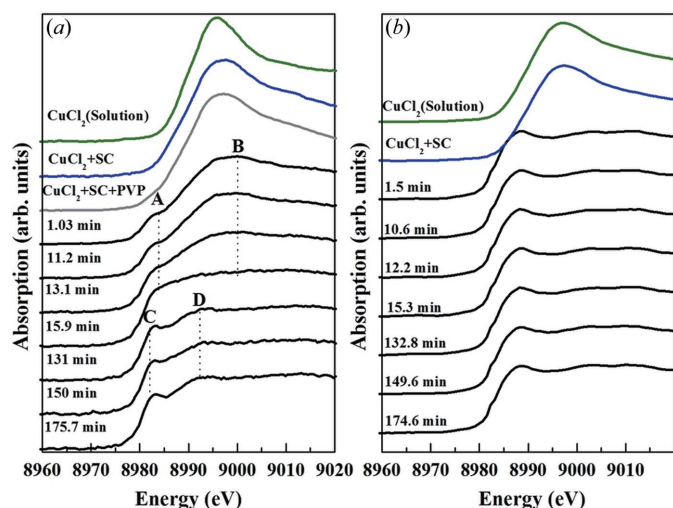 (a)
CuCl2(Solution)
CuCl2+SC
CuCl2+SC+PVP
B
A
1.03 min
11.2 min
13.1 min
15.9 min
C
D
131 min
150 min
175.7 min
8960 8970 8980 8990 9000 9010 9020
Energy (eV)
Absorption (arb. units)
(b)
CuCl2(Solution)
CuCl2+SC
1.5 min
10.6 min
12.2 min
15.3 min
132.8 min
149.6 min
174.6 min
8960 8970 8980 8990 9000 9010
Energy (eV)
Absorption (arb. units)